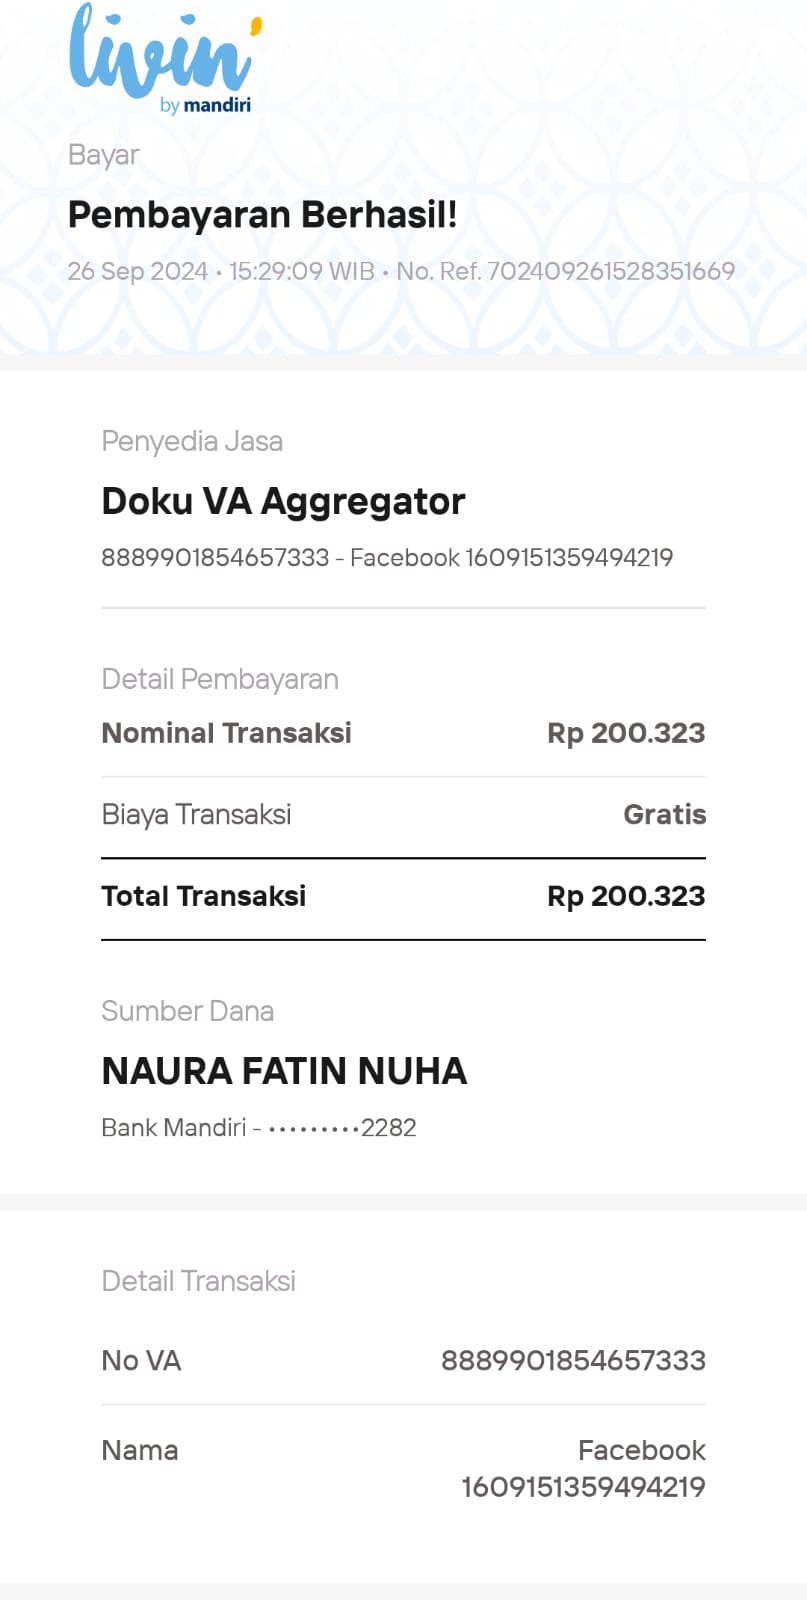 livin'
by mandiri
Bayar
Pembayaran Berhasil!
26 Sep 2024 • 15:29:09 WIB • No. Ref. 702409261528351669
Penyedia Jasa
Doku VA Aggregator
8889901854657333 - Facebook 1609151359494219
Detail Pembayaran
Nominal Transaksi Rp 200.323
Biaya Transaksi Gratis
Total Transaksi Rp 200.323
Sumber Dana
NAURA FATIN NUHA
Bank Mandiri - •••••••••2282
Detail Transaksi
No VA 8889901854657333
Nama Facebook
1609151359494219